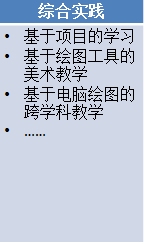 综合实践
• 基于项目的学习
• 基于绘图工具的
美术教学
• 基于电脑绘图的
跨学科教学
• ……